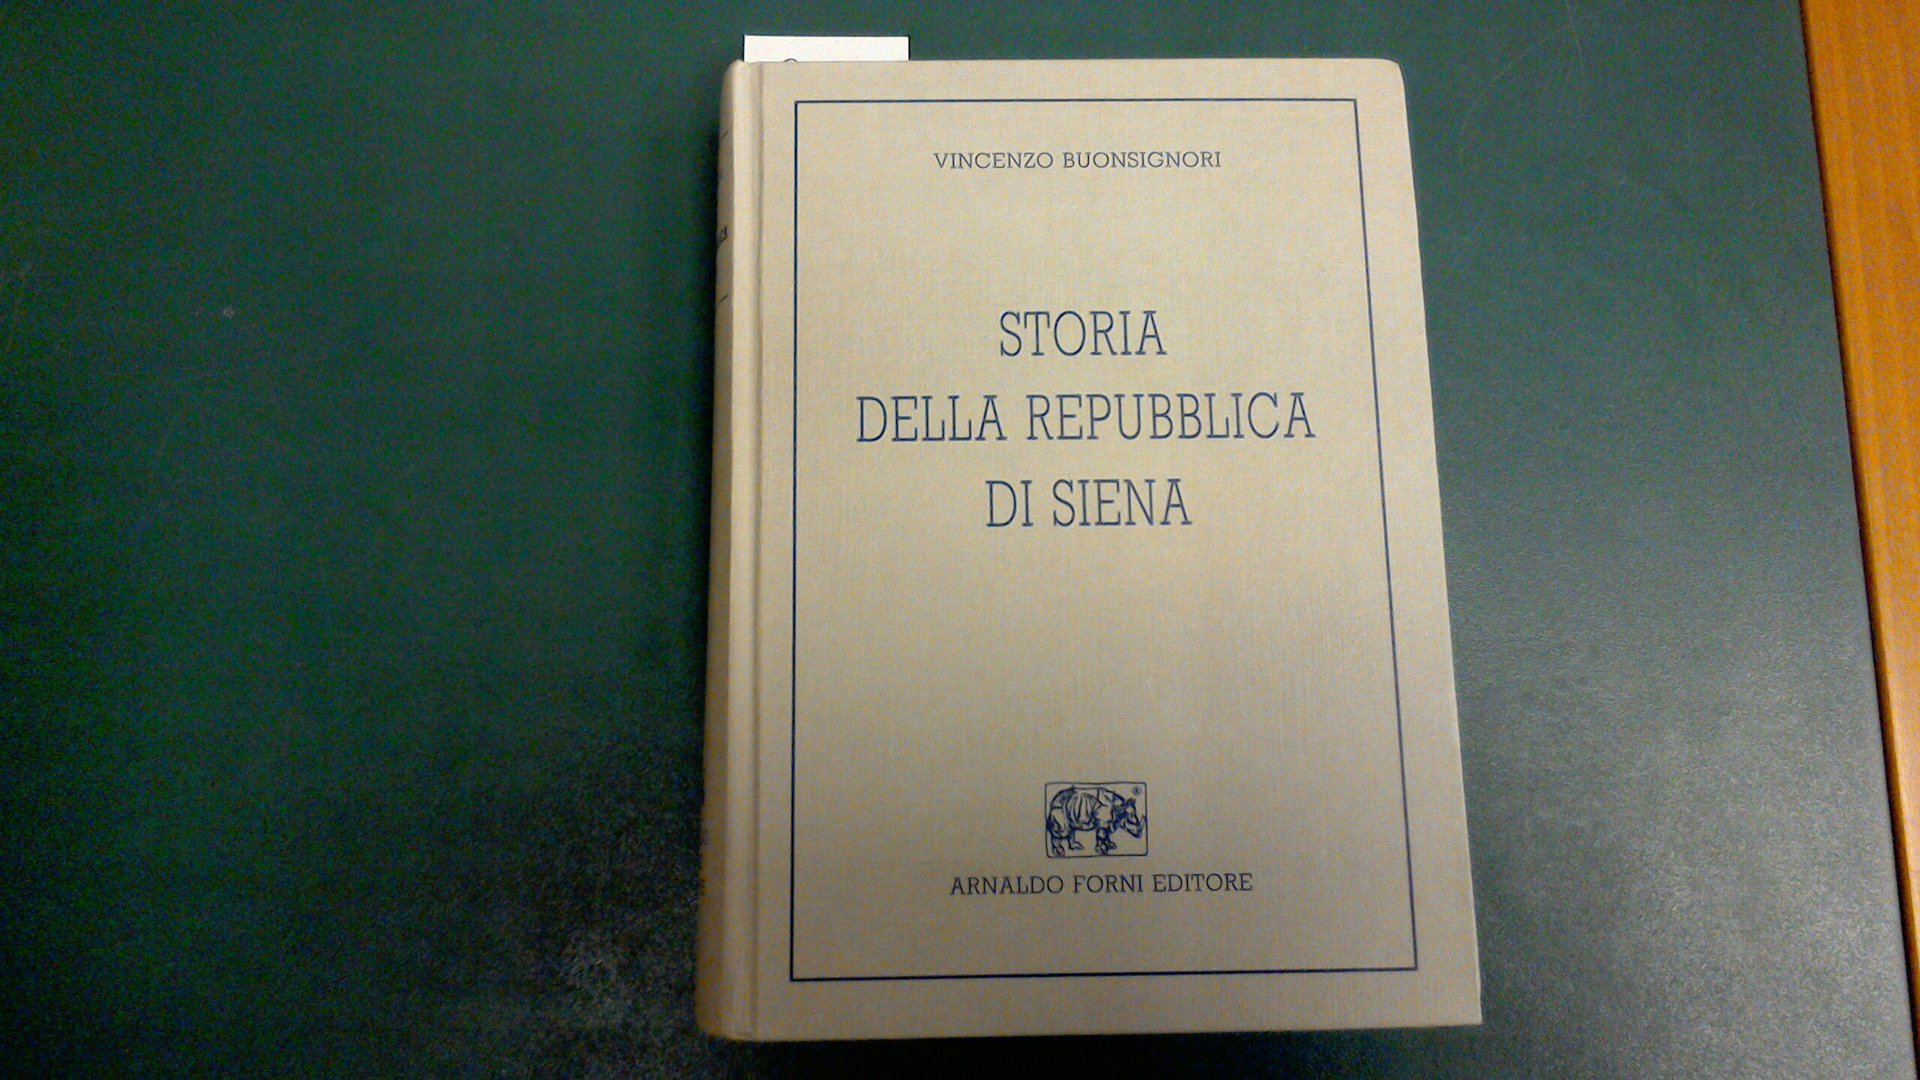 VINCENZO BUONSIGNORI
STORIA
DELLA REPUBBLICA
DI SIENA
ARNALDO FORNI EDITORE